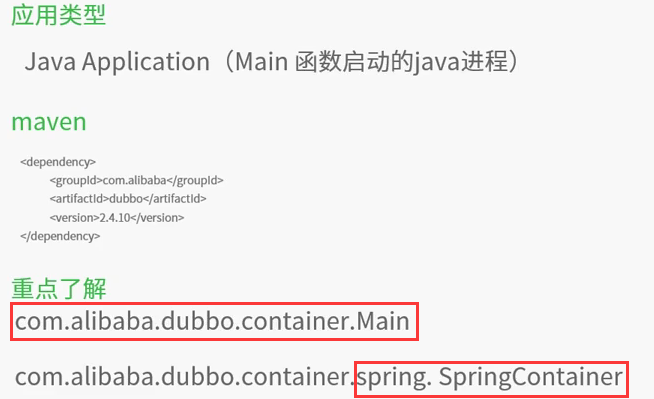 应用类型
Java Application（Main 函数启动的java进程）
maven
<dependency>
<groupId>com.alibaba</groupId>
<artifactId>dubbo</artifactId>
<version>2.4.10</version>
</dependency>
重点了解
com.alibaba.dubbo.container.Main
com.alibaba.dubbo.container.spring. SpringContainer